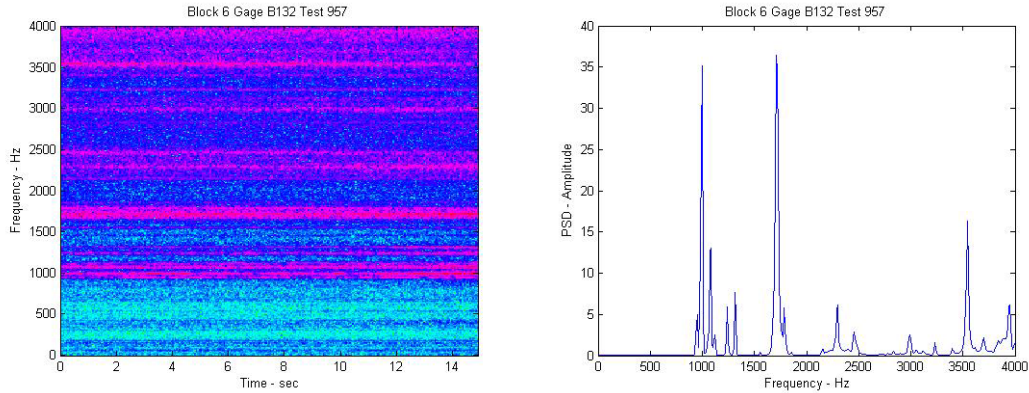 Block 6 Gage B132 Test 957
4000
3500
3000
2500
2000
1500
1000
500
0
Frequency - Hz
0 2 4 6 8 10 12 14
Time - sec
Block 6 Gage B132 Test 957
40
35
30
25
20
15
10
5
0
PSD - Amplitude
0 500 1000 1500 2000 2500 3000 3500 4000
Frequency - Hz